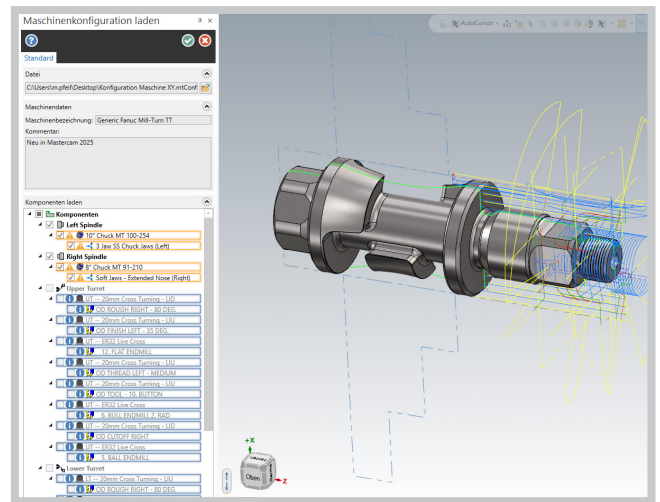 Maschinenkonfiguration laden
AutoCursor
Standard
Datei
C:\Users\m.pfeil\Desktop\Konfiguration Maschine XY.mtConf
Maschinendaten
Maschinenbezeichnung: Generic Fanuc Mill-Turn TT
Kommentar:
Neu in Mastercam 2025
Komponenten laden
Komponenten
Left Spindle
10" Chuck MT 100-254
3 Jaw SS Chuck Jaws (Left)
Right Spindle
8" Chuck MT 91-210
Soft Jaws - Extended Nose (Right)
Upper Turret
UT -- 20mm Cross Turning - LID
OD ROUGH RIGHT - 80 DEG.
UT -- 20mm Cross Turning - LIU
OD FINISH LEFT - 35 DEG.
UT -- ER32 Live Cross
12. FLAT ENDMILL
UT -- 20mm Cross Turning - LIU
OD THREAD LEFT - MEDIUM
UT -- 20mm Cross Turning - LIU
OD TOOL - 10. BUTTON
UT -- ER32 Live Cross
6. BULL ENDMILL 2. RAD
UT -- 20mm Cross Turning - LID
OD CUTOFF RIGHT
UT -- ER32 Live Cross
5. BALL ENDMILL
Lower Turret
LT -- 20mm Cross Turning - LID
OD ROUGH RIGHT - 80 DEG.
+X
Oben
Z